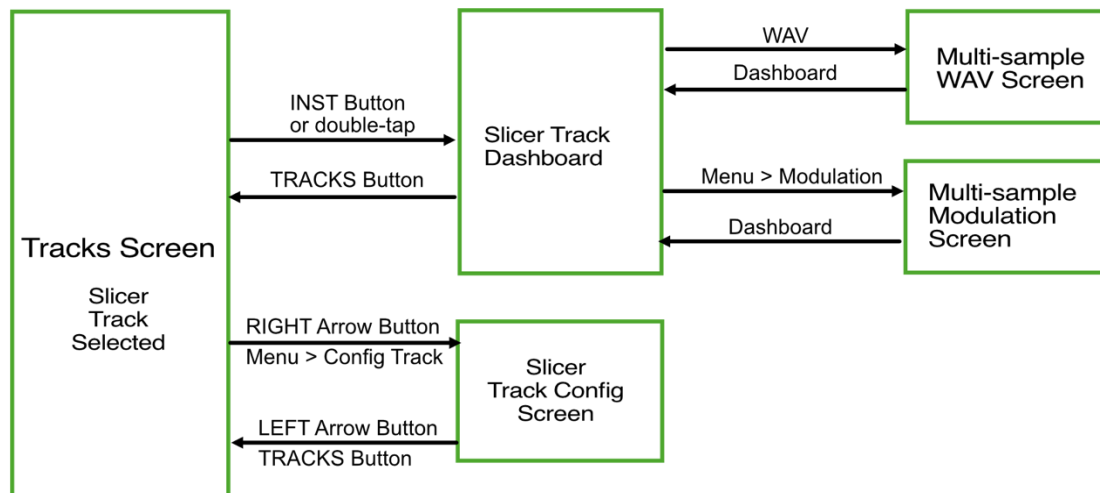 Tracks Screen
Slicer
Track
Selected
INST Button
or double-tap
TRACKS Button
RIGHT Arrow Button
Menu > Config Track
LEFT Arrow Button
TRACKS Button
Slicer Track
Dashboard
Slicer
Track Config
Screen
WAV
Dashboard
Menu > Modulation
Dashboard
Multi-sample
WAV Screen
Multi-sample
Modulation
Screen